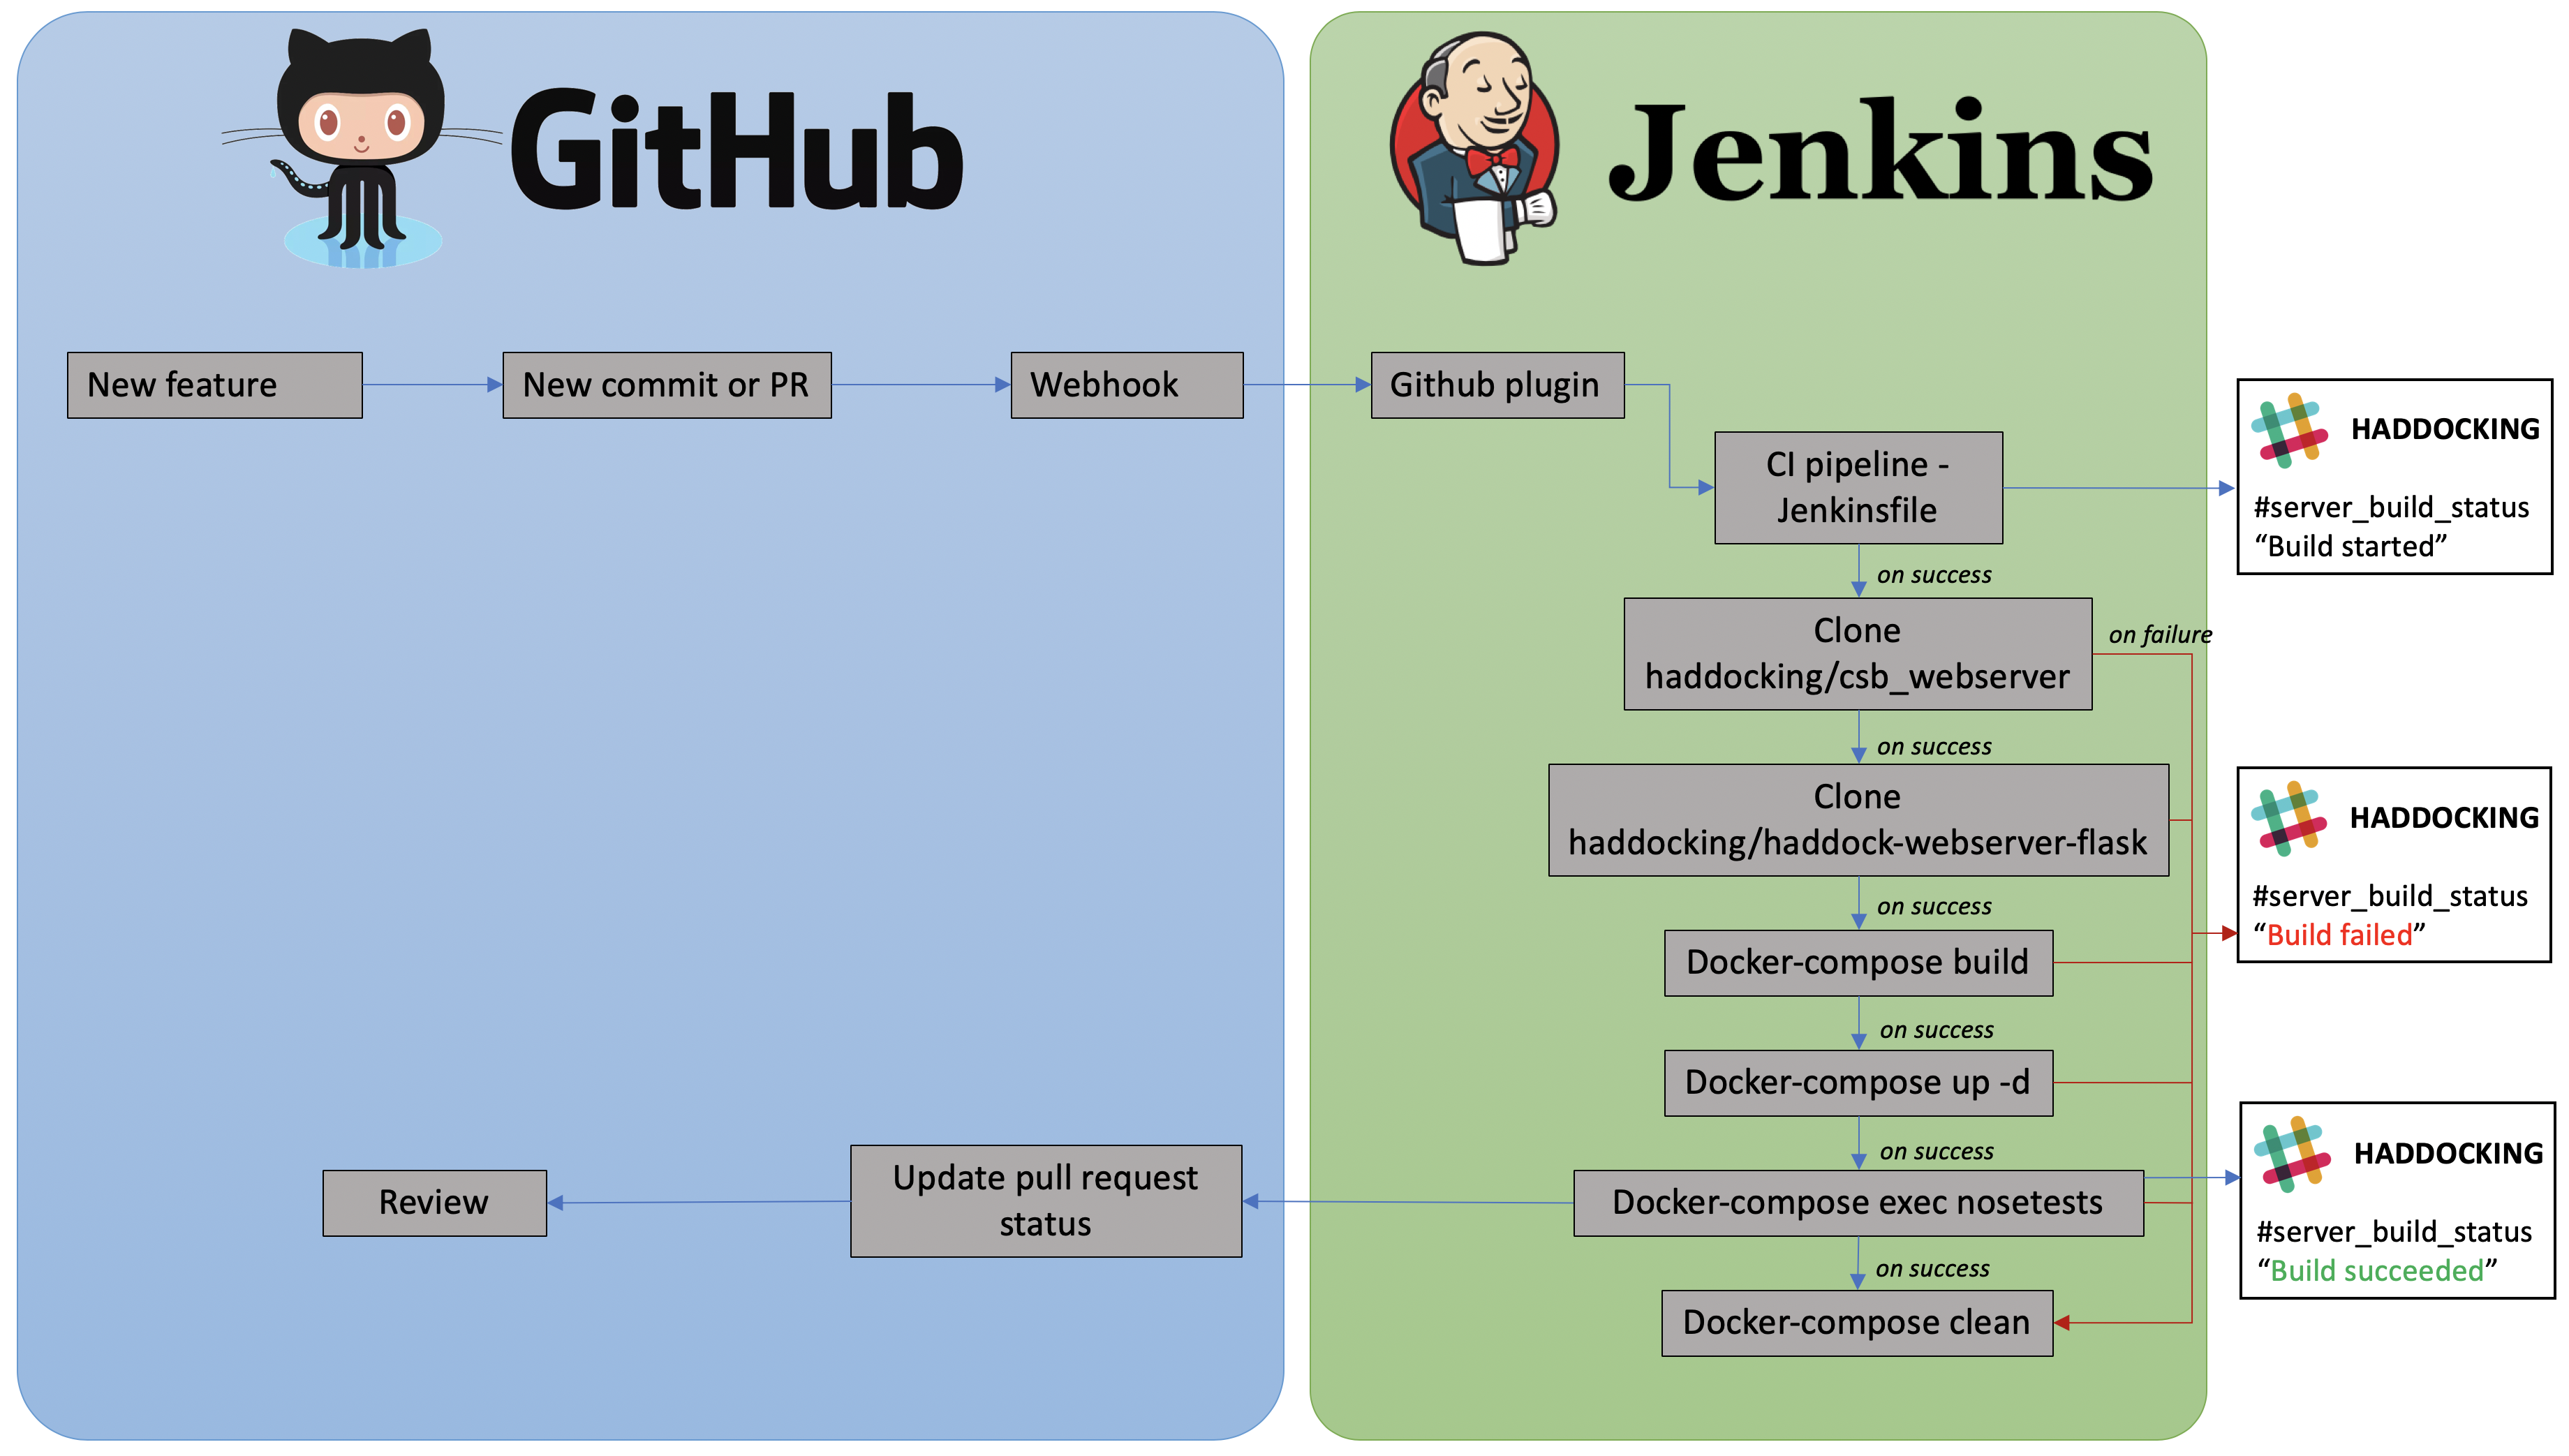 GitHub
Jenkins
New feature
New commit or PR
Webhook
Github plugin
CI pipeline -
Jenkinsfile
HADDOCKING
#server_build_status
“Build started”
on success
Clone
haddocking/csb_webserver
on failure
on success
Clone
haddocking/haddock-webserver-flask
HADDOCKING
#server_build_status
“Build failed”
on success
Docker-compose build
on success
Docker-compose up -d
on success
Docker-compose exec nosetests
HADDOCKING
#server_build_status
“Build succeeded”
Update pull request
status
Review
on success
Docker-compose clean